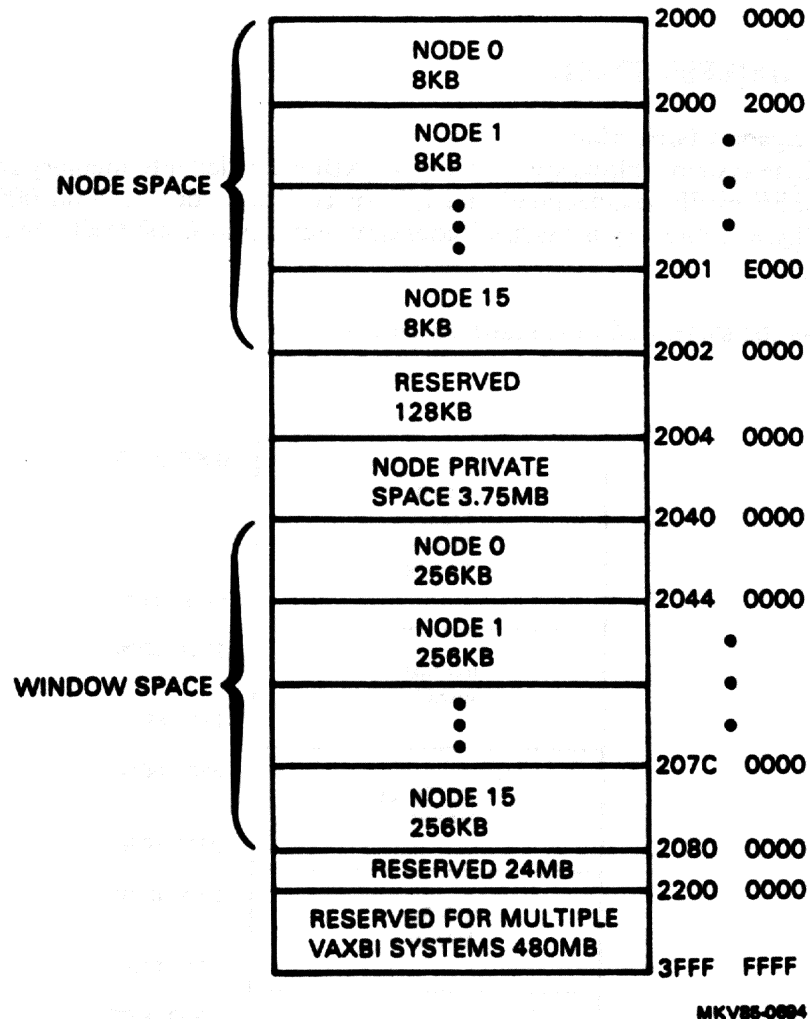 2000 0000
NODE 0
8KB
2000 2000
NODE 1
8KB
NODE SPACE
2001 E000
NODE 15
8KB
2002 0000
RESERVED
128KB
2004 0000
NODE PRIVATE
SPACE 3.75MB
2040 0000
NODE 0
256KB
2044 0000
NODE 1
256KB
WINDOW SPACE
207C 0000
NODE 15
256KB
2080 0000
RESERVED 24MB
2200 0000
RESERVED FOR MULTIPLE
VAXBI SYSTEMS 480MB
3FFF FFFF
MKV85-0694